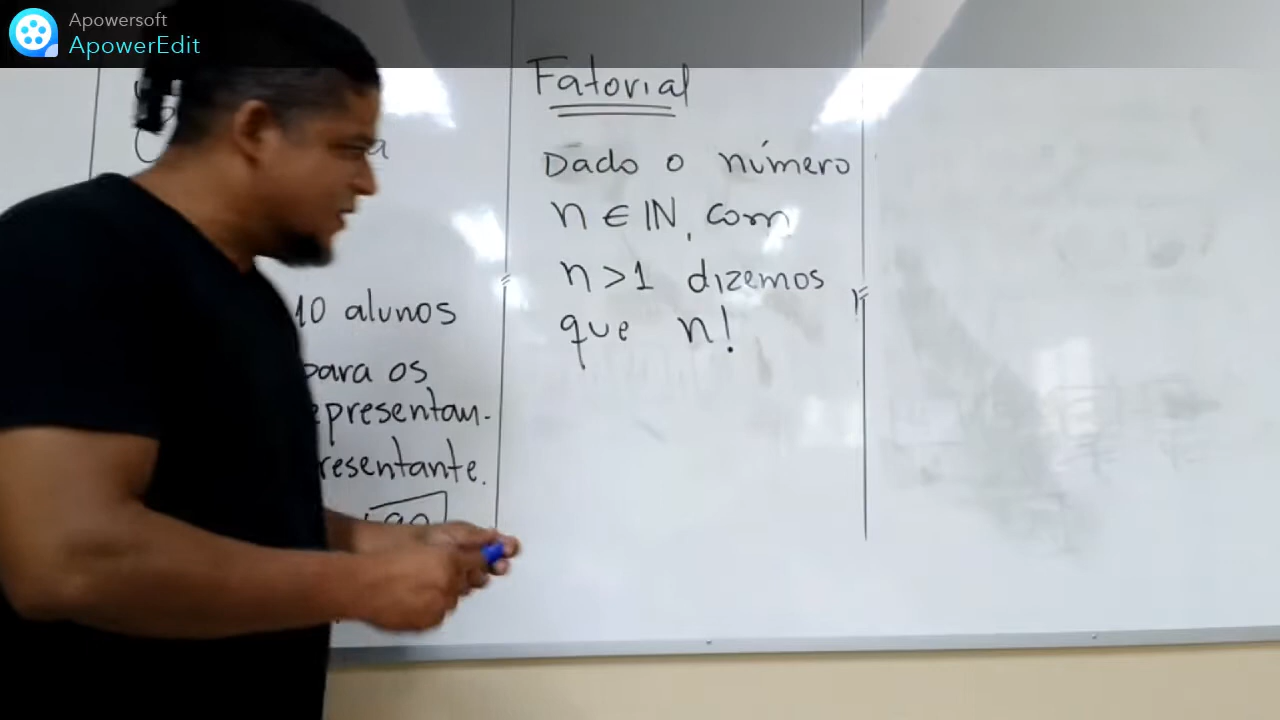 Apowersoft
ApowerEdit
10 alunos
para os
epresentan-
resentante.
Fatorial
Dado o número
n ∈ IN, com
n > 1 dizemos
que n!